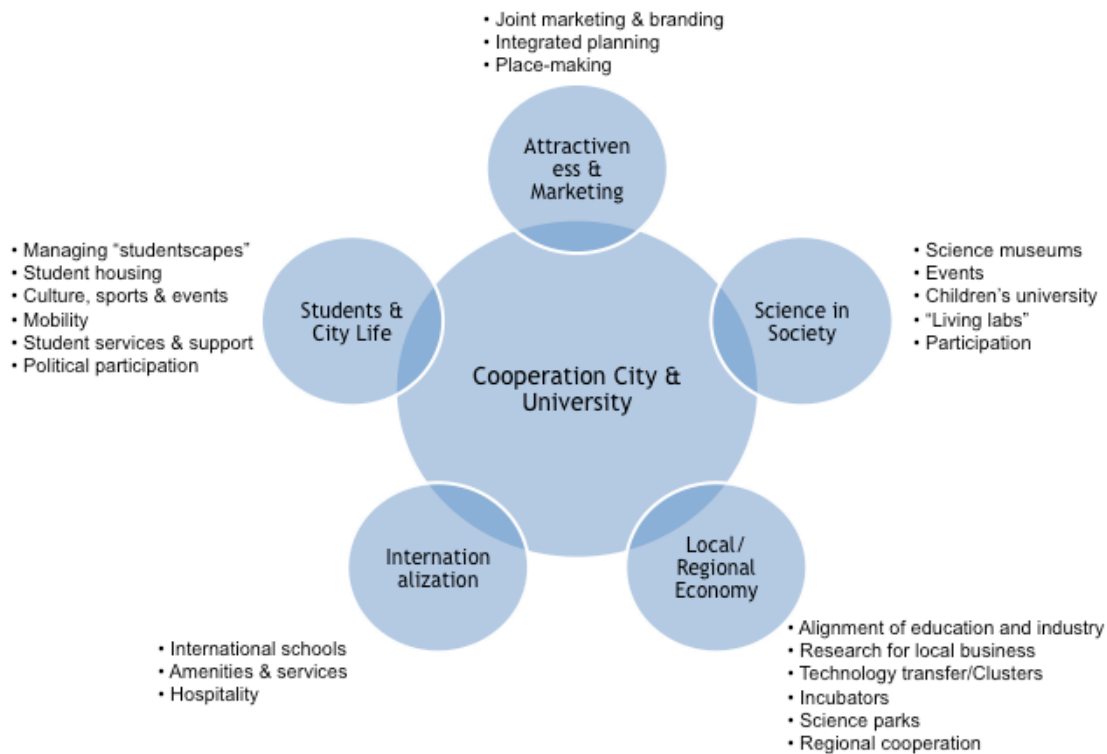 • Joint marketing & branding
• Integrated planning
• Place-making
Attractiven
ess &
Marketing
• Managing “studentscapes”
• Student housing
• Culture, sports & events
• Mobility
• Student services & support
• Political participation
Students &
City Life
Science in
Society
• Science museums
• Events
• Children’s university
• “Living labs”
• Participation
Cooperation City &
University
Internation
alization
• International schools
• Amenities & services
• Hospitality
Local/
Regional
Economy
• Alignment of education and industry
• Research for local business
• Technology transfer/Clusters
• Incubators
• Science parks
• Regional cooperation